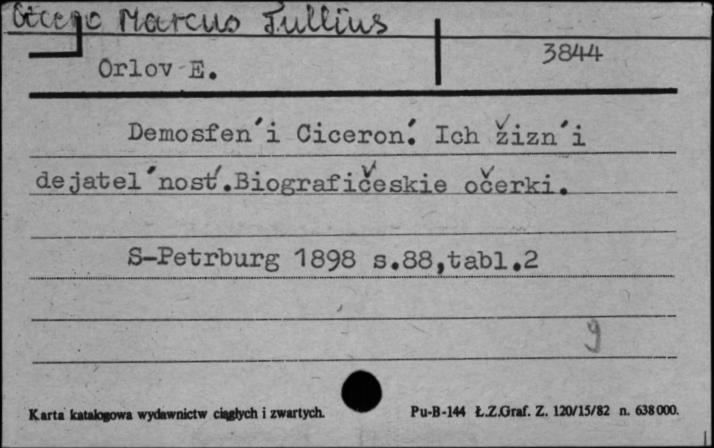 Cicero Marcus Tullius
Orlov E.
3844
Demosfen´i Ciceron´. Ich žizn´i
dejatel´nost´.Biografičeskie očerki.
S-Petrburg 1898 s.88,tabl.2
9
Karta katalogowa wydawnictw ciągłych i zwartych.
Pu-B-144 Ł.Z.Graf. Z. 120/15/82 n. 638000.